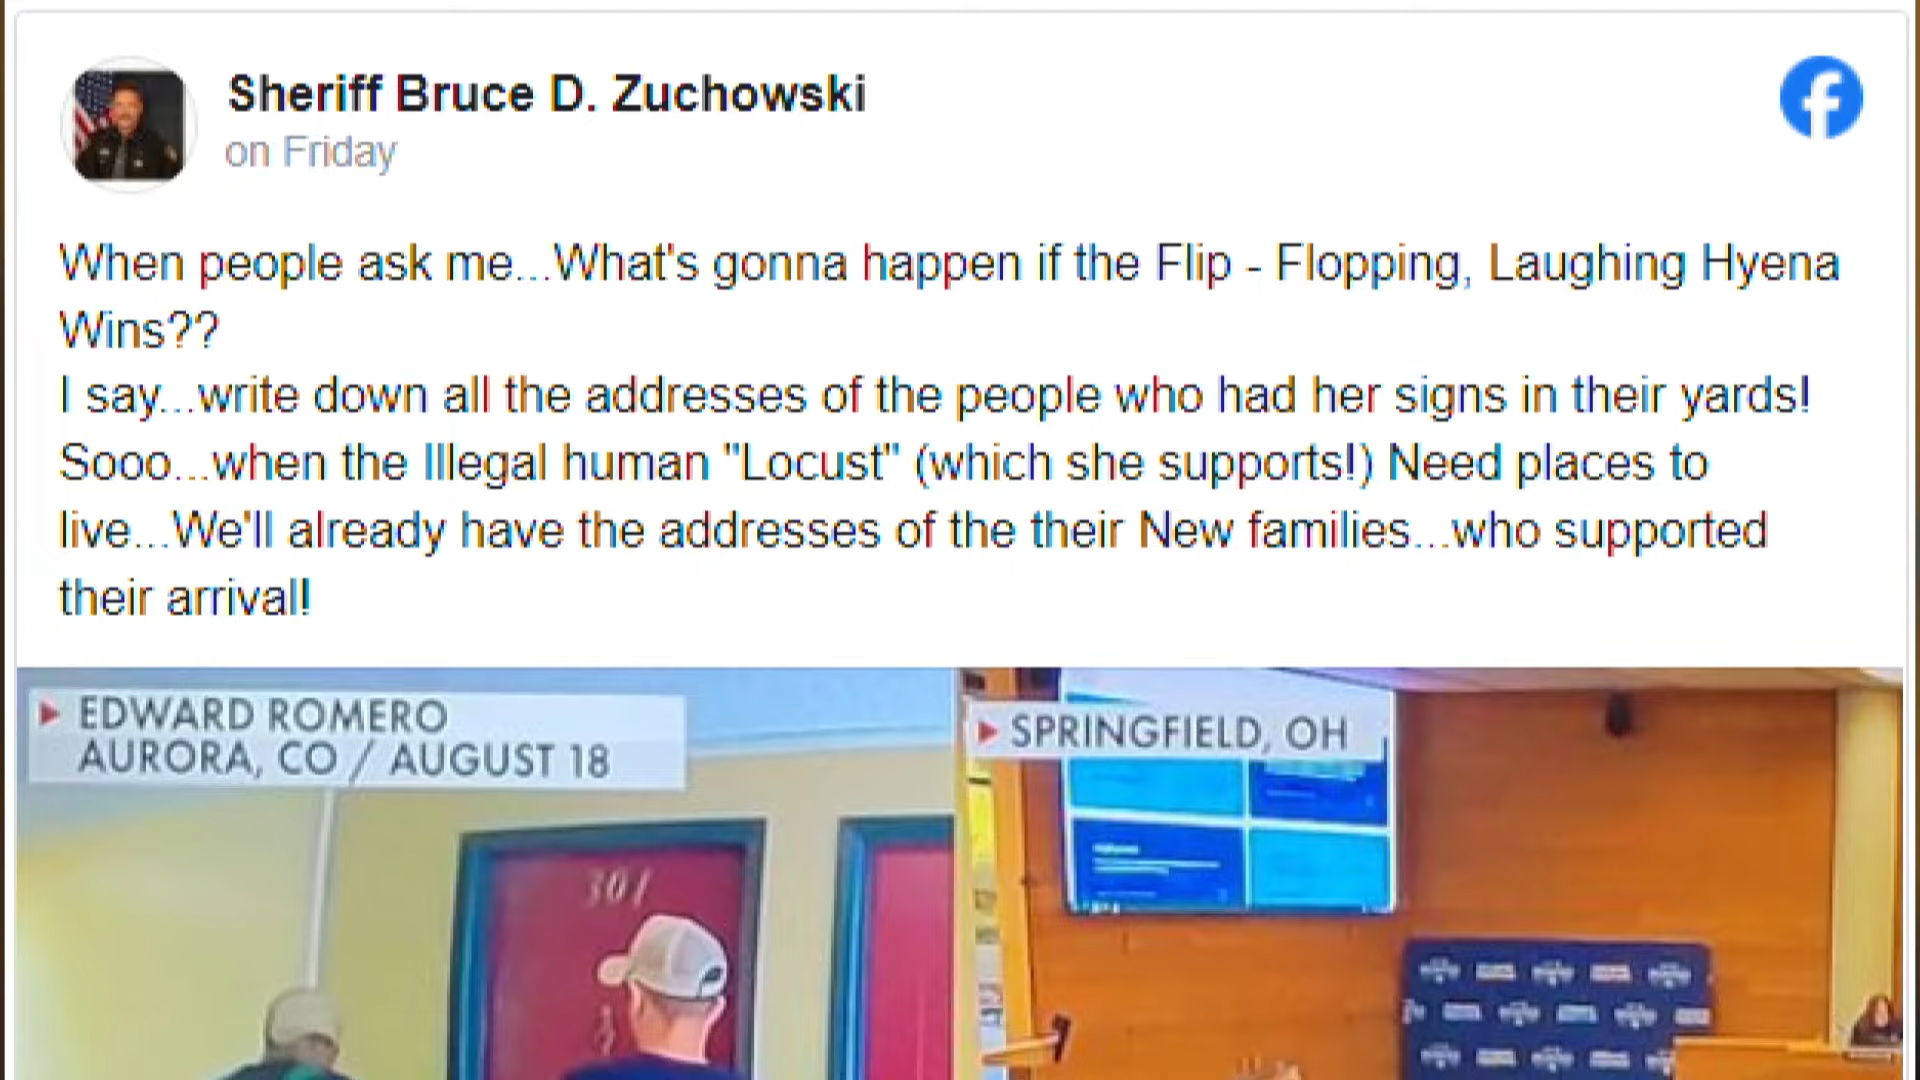 Sheriff Bruce D. Zuchowski
on Friday
When people ask me...What's gonna happen if the Flip - Flopping, Laughing Hyena
Wins??
I say...write down all the addresses of the people who had her signs in their yards!
Sooo...when the Illegal human "Locust" (which she supports!) Need places to
live...We'll already have the addresses of the their New families...who supported
their arrival!
EDWARD ROMERO
AURORA, CO / AUGUST 18
SPRINGFIELD, OH
301